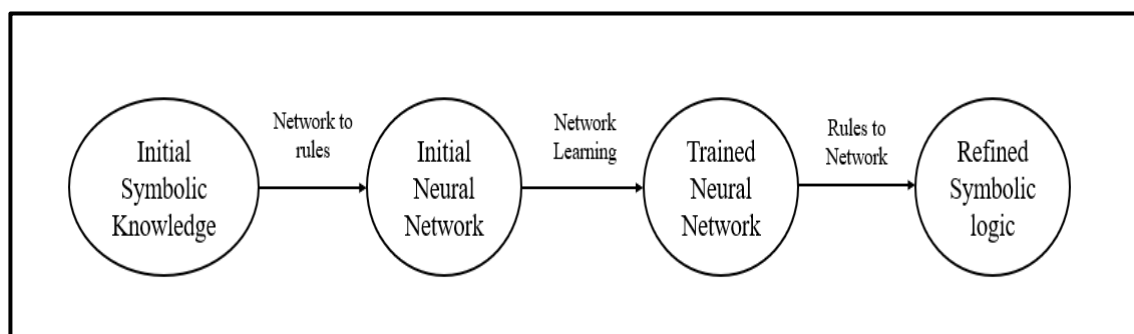 Initial
Symbolic
Knowledge
Network to
rules
Initial
Neural
Network
Network
Learning
Trained
Neural
Network
Rules to
Network
Refined
Symbolic
logic